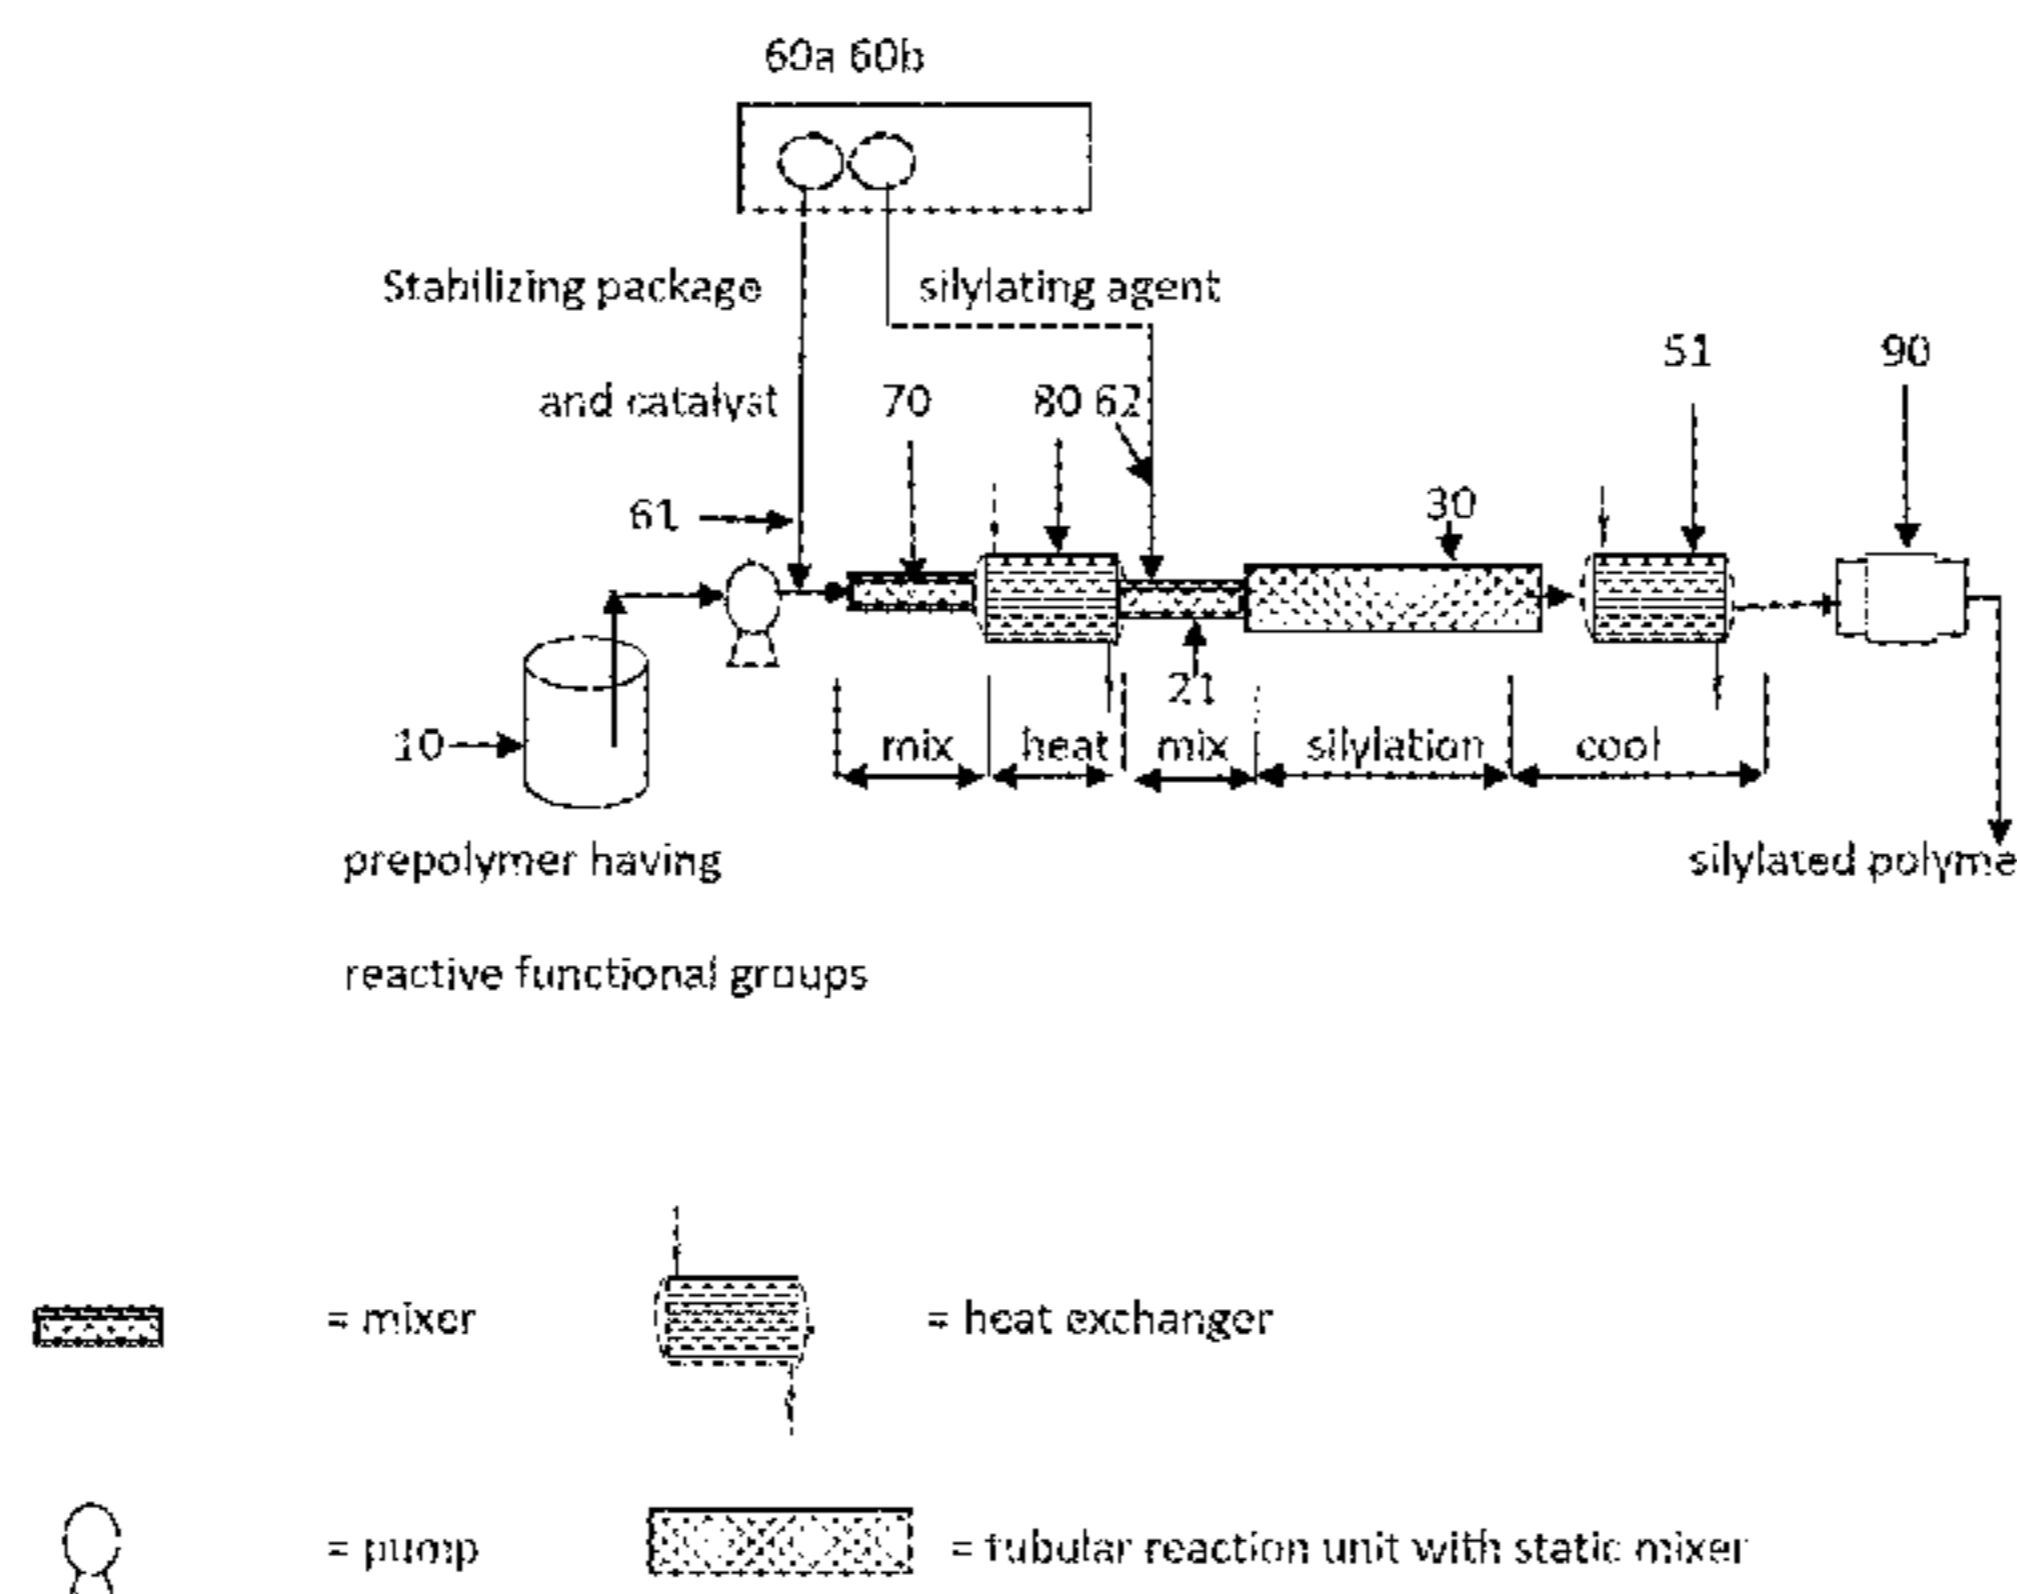 60a 60b
Stabilizing package
silylating agent
and catalyst
70
80 62
51
90
61
30
21
10
mix
heat
mix
silylation
cool
prepolymer having
silylated polyme
reactive functional groups
= mixer
= heat exchanger
= pump
= tubular reaction unit with static mixer